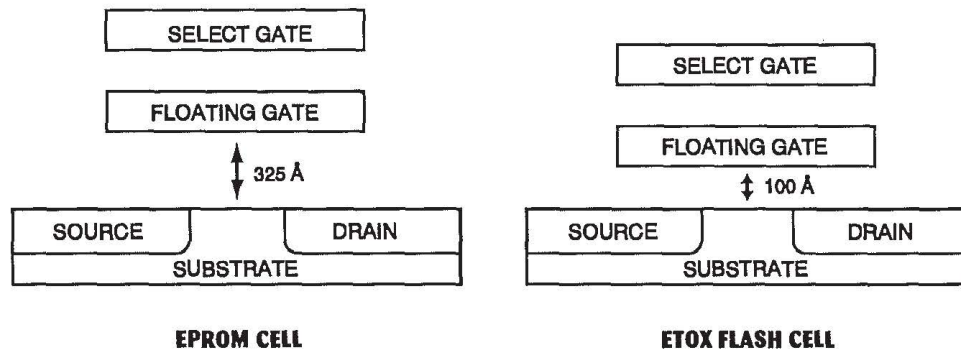 SELECT GATE
FLOATING GATE
325 Å
SOURCE
DRAIN
SUBSTRATE
EPROM CELL
SELECT GATE
FLOATING GATE
100 Å
SOURCE
DRAIN
SUBSTRATE
ETOX FLASH CELL